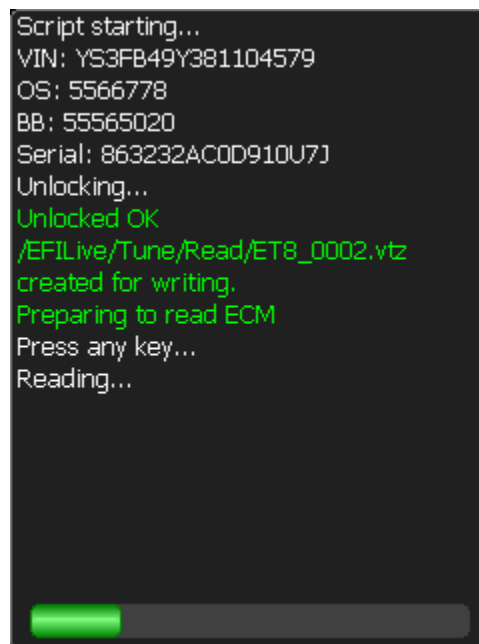 Script starting...
VIN: YS3FB49Y381104579
OS: 5566778
BB: 55565020
Serial: 863232AC0D910U7J
Unlocking...
Unlocked OK
/EFILive/Tune/Read/ET8_0002.vtz
created for writing.
Preparing to read ECM
Press any key...
Reading...